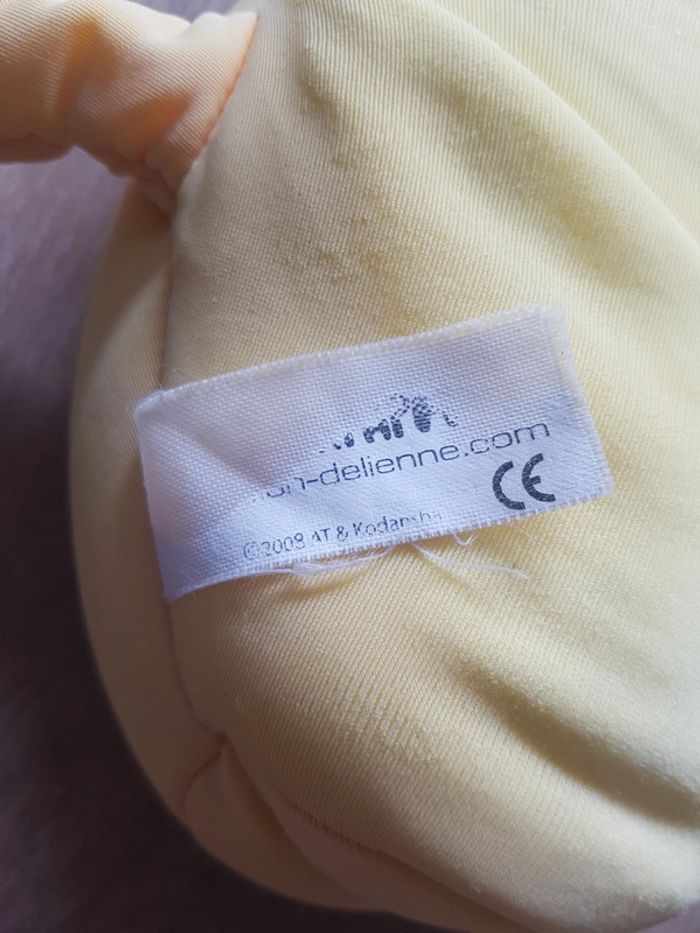 -delienne.com
CE
©2008 AT & Kodansha